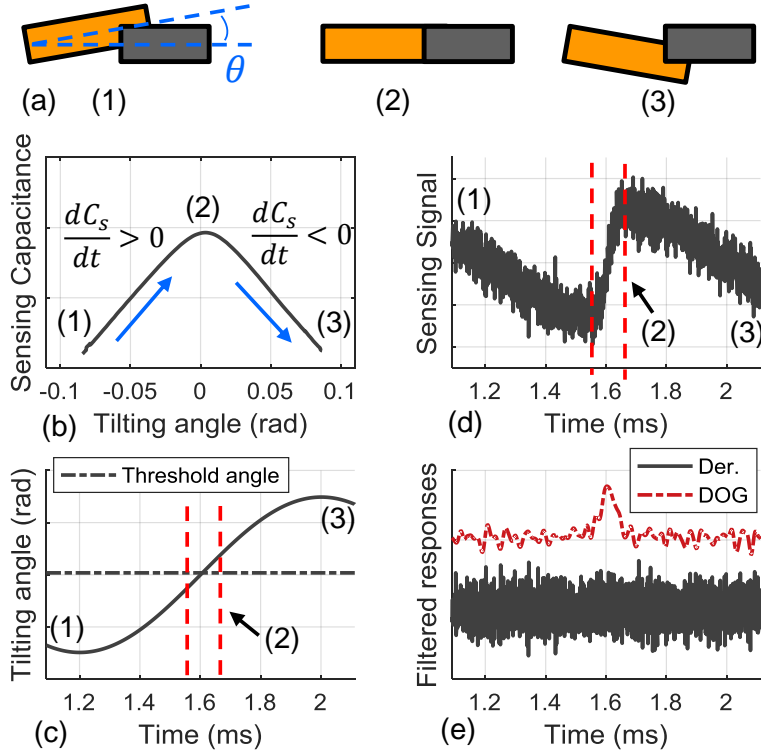 θ
(a) (1) (2) (3)
Sensing Capacitance
dCₛ/dt > 0
(2)
dCₛ/dt < 0
(1)
(3)
-0.1 -0.05 0 0.05 0.1
Tilting angle (rad)
(b)
Sensing Signal
(1)
(2)
(3)
1.2 1.4 1.6 1.8 2
Time (ms)
(d)
Tilting angle (rad)
Threshold angle
(3)
(1)
(2)
1.2 1.4 1.6 1.8 2
Time (ms)
(c)
Filtered responses
Der.
DOG
1.2 1.4 1.6 1.8 2
Time (ms)
(e)